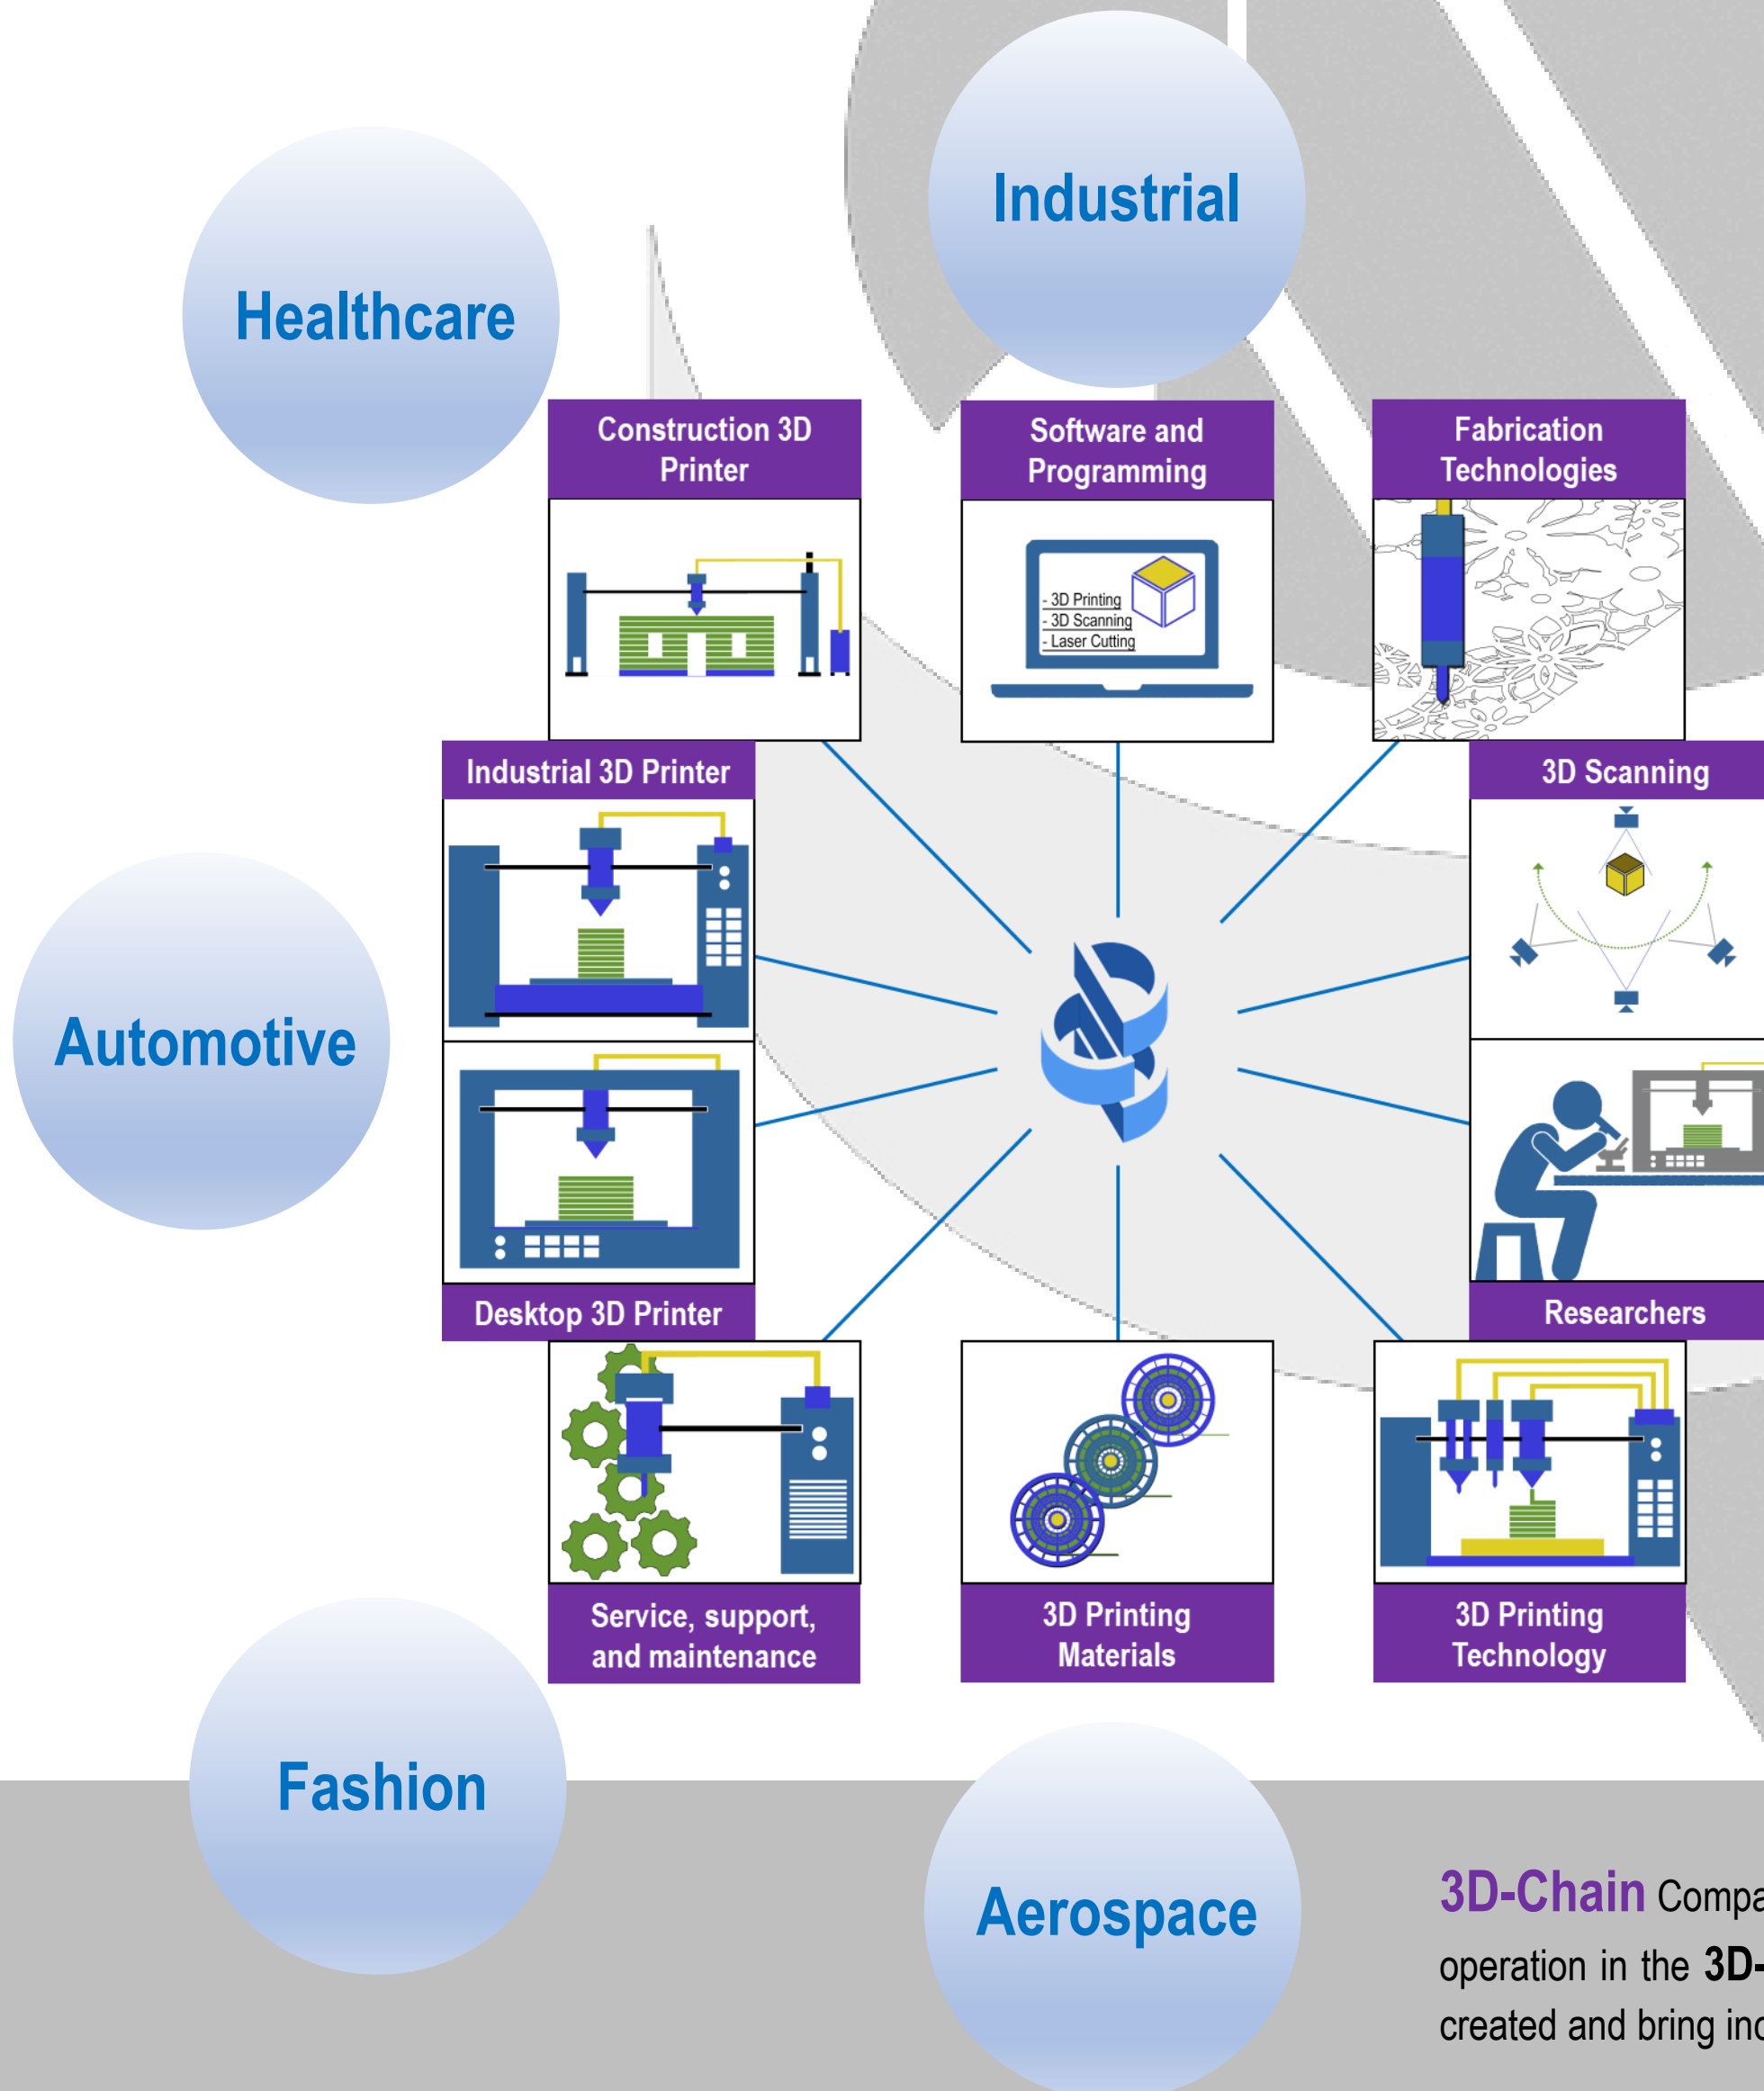 Industrial
Healthcare
Construction 3D
Printer
Software and
Programming
Fabrication
Technologies
- 3D Printing
- 3D Scanning
- Laser Cutting
Industrial 3D Printer
3D Scanning
Automotive
Desktop 3D Printer
Researchers
Service, support,
and maintenance
3D Printing
Materials
3D Printing
Technology
Fashion
Aerospace
3D-Chain
operation in the 3D-
created and bring